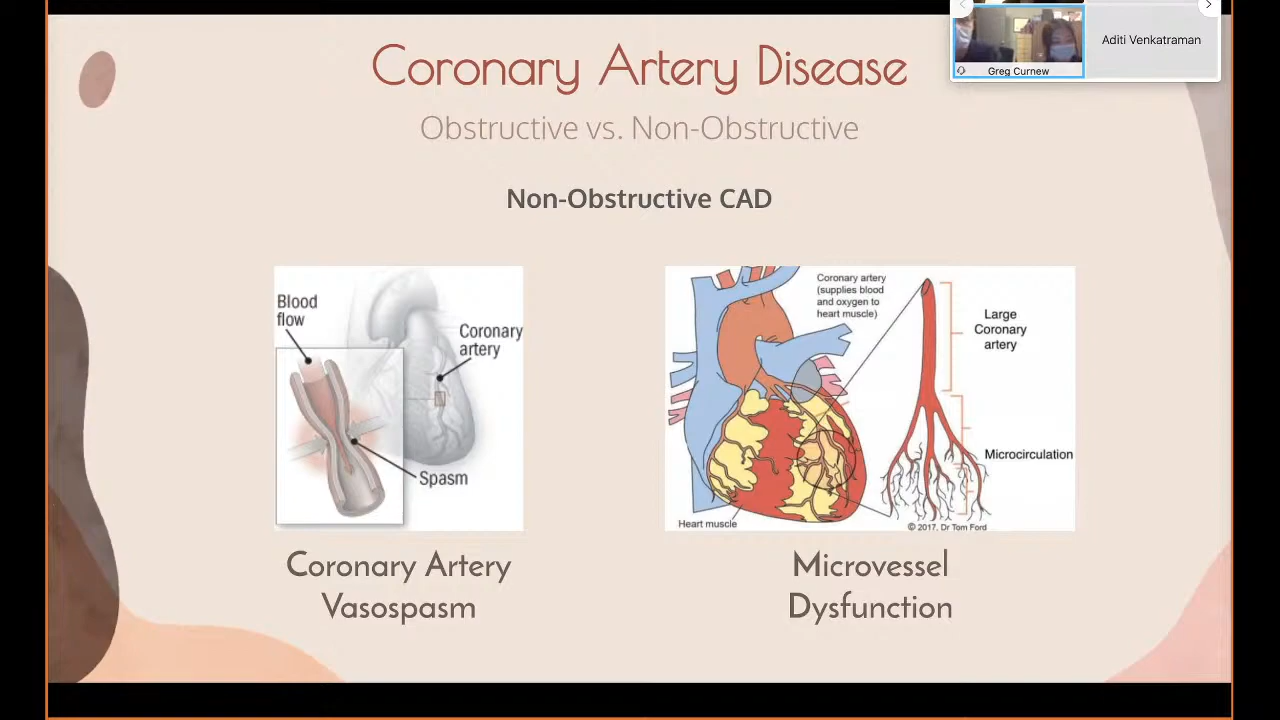 Coronary Artery Disease
Obstructive vs. Non-Obstructive
Non-Obstructive CAD
Greg Curnew
Aditi Venkatraman
Blood
flow
Coronary
artery
Spasm
Coronary Artery
Vasospasm
Coronary artery
(supplies blood
and oxygen to
heart muscle)
Large
Coronary
artery
Microcirculation
Heart muscle
© 2017, Dr Tom Ford
Microvessel
Dysfunction